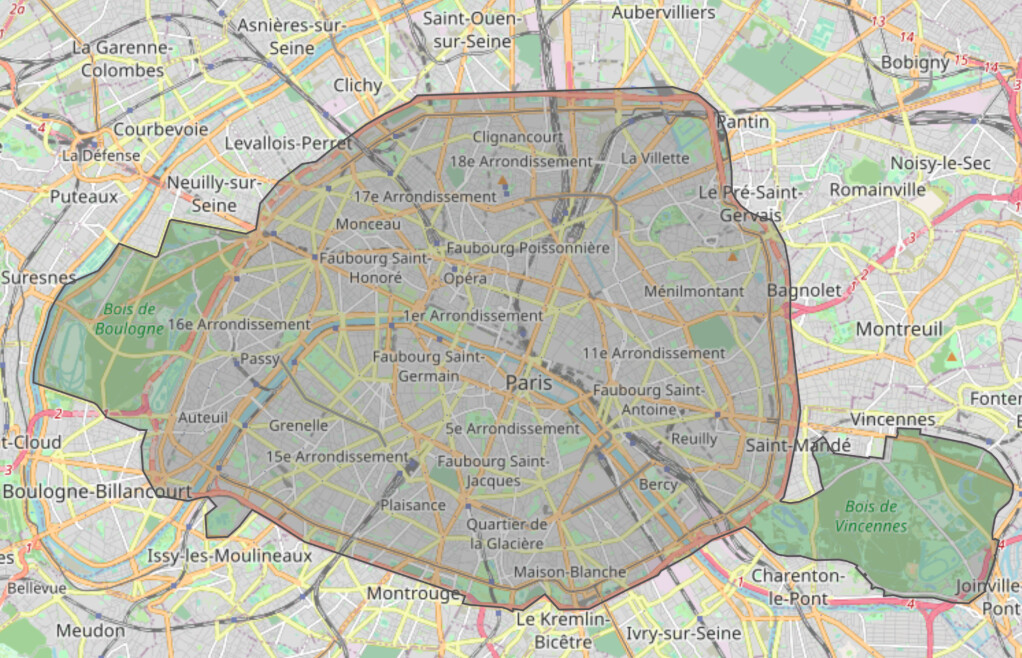 2a
Asnières-sur-
Seine
Saint-Ouen-
sur-Seine
Aubervilliers
13
14
La Garenne-
Colombes
Bobigny
15
14
3
Clichy
4
Courbevoie
La Défense
Levallois-Perret
Pantin
Clignancourt
18e Arrondissement
La Villette
Noisy-le-Sec
Puteaux
Neuilly-sur-
Seine
17e Arrondissement
Le Pré-Saint-
Gervais
Romainville
1
Monceau
3
Faubourg Poissonnière
Faubourg Saint-
Honoré
Opéra
2
Suresnes
Ménilmontant
Bagnolet
Bois de
Boulogne
16e Arrondissement
1er Arrondissement
Montreuil
Passy
Faubourg Saint-
Germain
11e Arrondissement
Paris
Faubourg Saint-
Antoine
Fonten
2
1
Auteuil
Grenelle
5e Arrondissement
Reuilly
Vincennes
t-Cloud
Saint-Mandé
3
15e Arrondissement
Faubourg Saint-
Jacques
Bercy
Boulogne-Billancourt
Plaisance
Bois de
Vincennes
Quartier de
la Glacière
1
4
es
Issy-les-Moulineaux
Maison-Blanche
Bellevue
Montrouge
1
Charenton-
le-Pont
4
Joinville-
Pont
Le Kremlin-
Bicêtre
Meudon
Ivry-sur-Seine